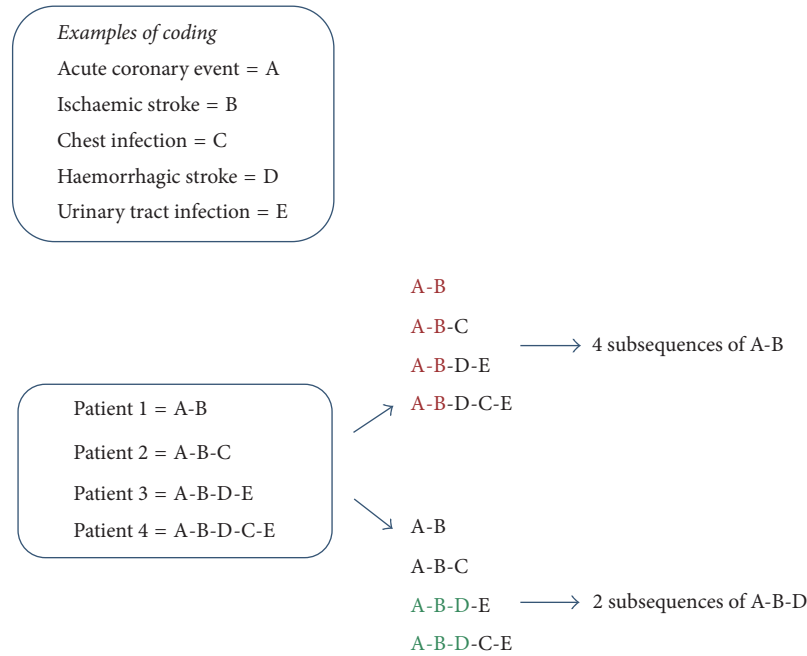 Examples of coding
Acute coronary event = A
Ischaemic stroke = B
Chest infection = C
Haemorrhagic stroke = D
Urinary tract infection = E
Patient 1 = A-B
Patient 2 = A-B-C
Patient 3 = A-B-D-E
Patient 4 = A-B-D-C-E
A-B
A-B-C
A-B-D-E
A-B-D-C-E
4 subsequences of A-B
A-B
A-B-C
A-B-D-E
A-B-D-C-E
2 subsequences of A-B-D